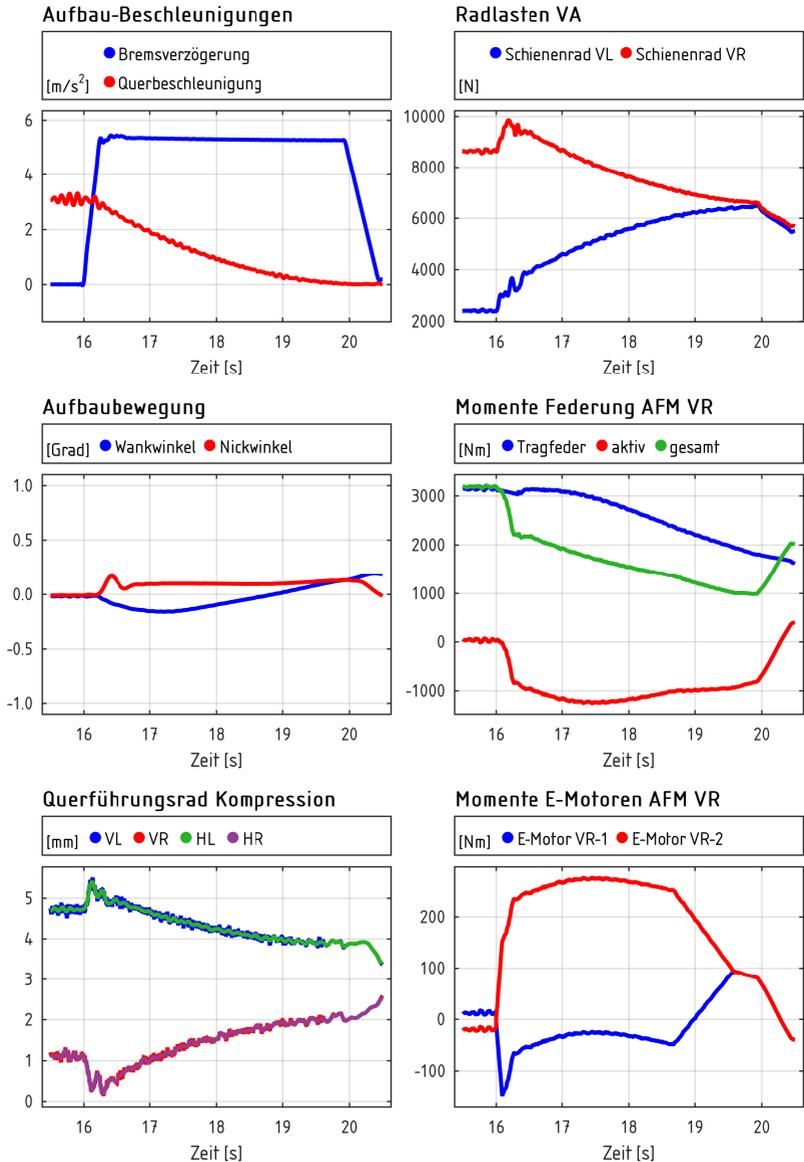 Aufbau-Beschleunigungen
Bremsverzögerung
[m/s²] Querbeschleunigung
6
4
2
0
16 17 18 19 20
Zeit [s]
Radlasten VA
Schienenrad VL Schienenrad VR
[N]
10000
8000
6000
4000
2000
16 17 18 19 20
Zeit [s]
Aufbaubewegung
[Grad] Wankwinkel Nickwinkel
1.0
0.5
0.0
-0.5
-1.0
16 17 18 19 20
Zeit [s]
Momente Federung AFM VR
[Nm] Tragfeder aktiv gesamt
3000
2000
1000
0
-1000
16 17 18 19 20
Zeit [s]
Querführungsrad Kompression
[mm] VL VR HL HR
5
4
3
2
1
0
16 17 18 19 20
Zeit [s]
Momente E-Motoren AFM VR
[Nm] E-Motor VR-1 E-Motor VR-2
200
100
0
-100
16 17 18 19 20
Zeit [s]